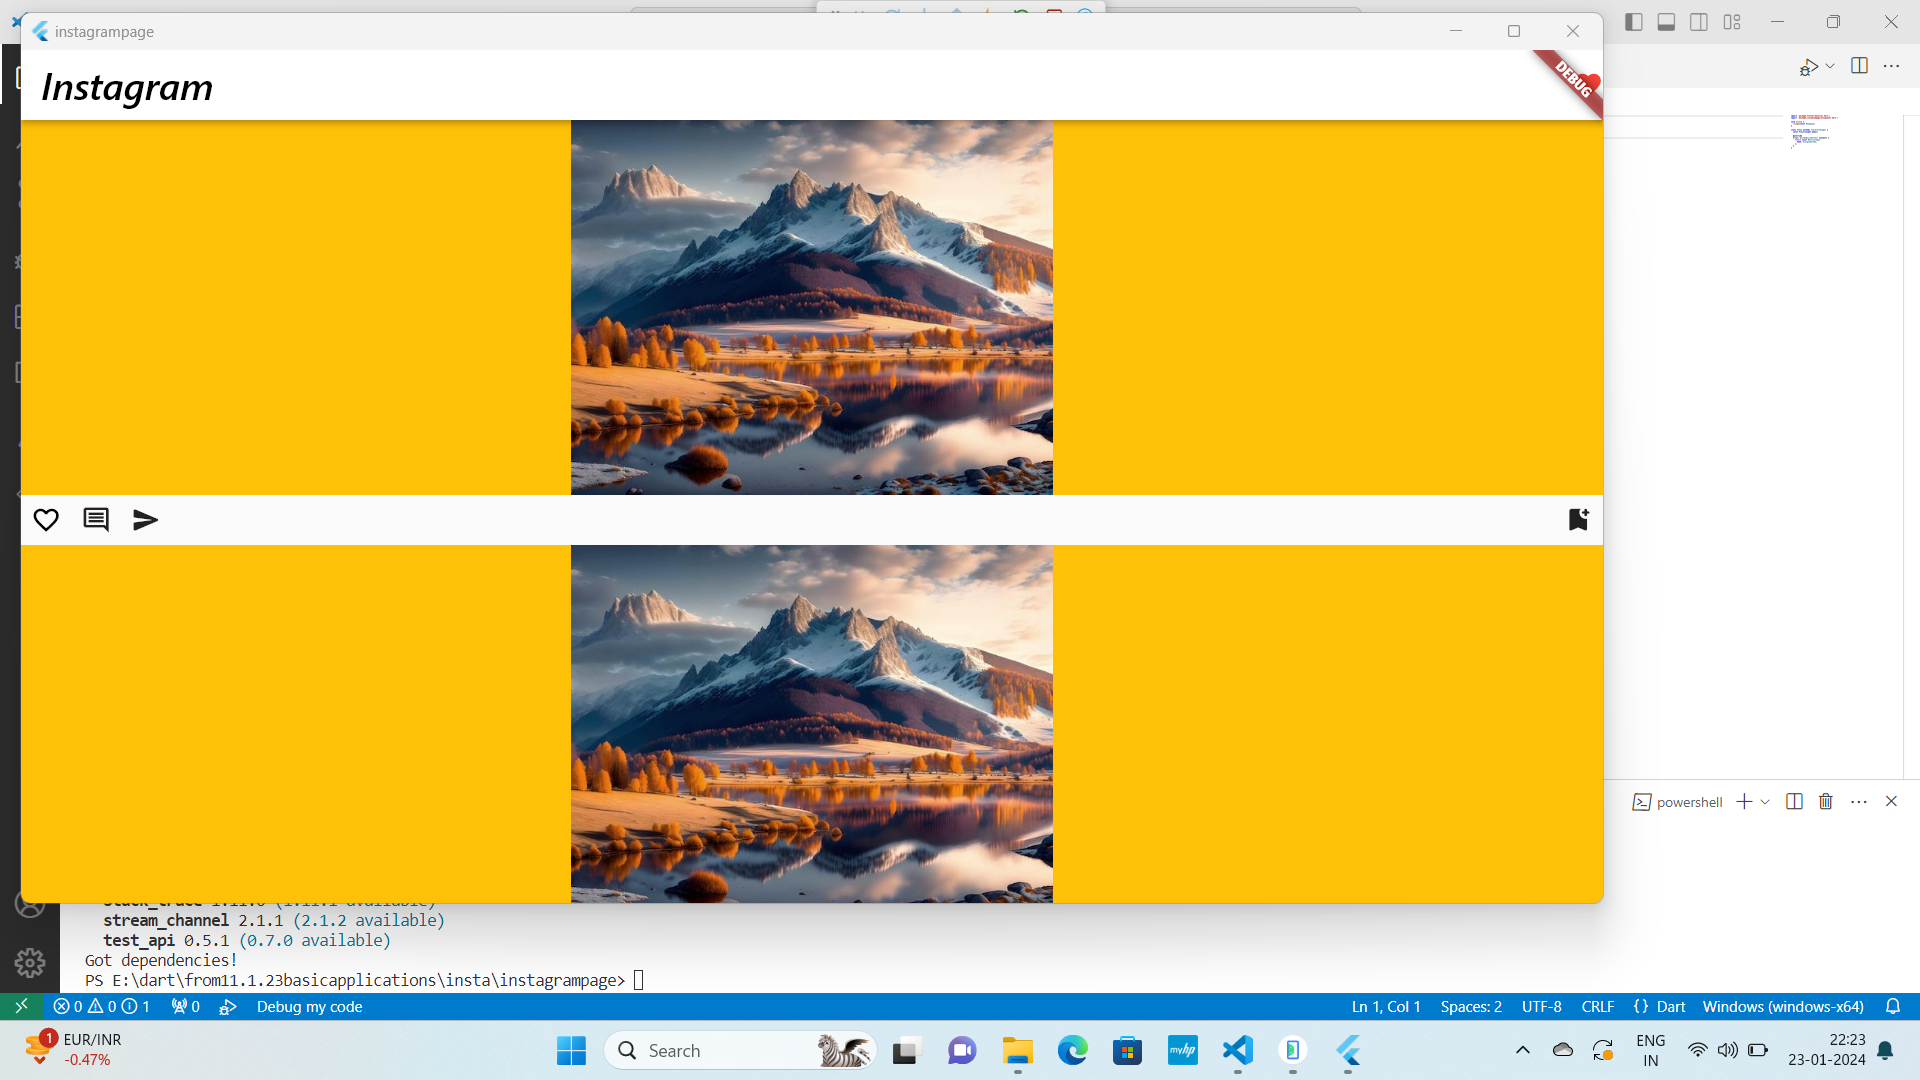 instagrampage
Instagram
DEBUG
powershell
stream_channel 2.1.1 (2.1.2 available)
test_api 0.5.1 (0.7.0 available)
Got dependencies!
PS E:\dart\from11.1.23basicapplications\insta\instagrampage>
0 0 1 0 Debug my code Ln 1, Col 1 Spaces: 2 UTF-8 CRLF {} Dart Windows (windows-x64)
1 EUR/INR
-0.47%
Search
myhp
ENG
IN
22:23
23-01-2024